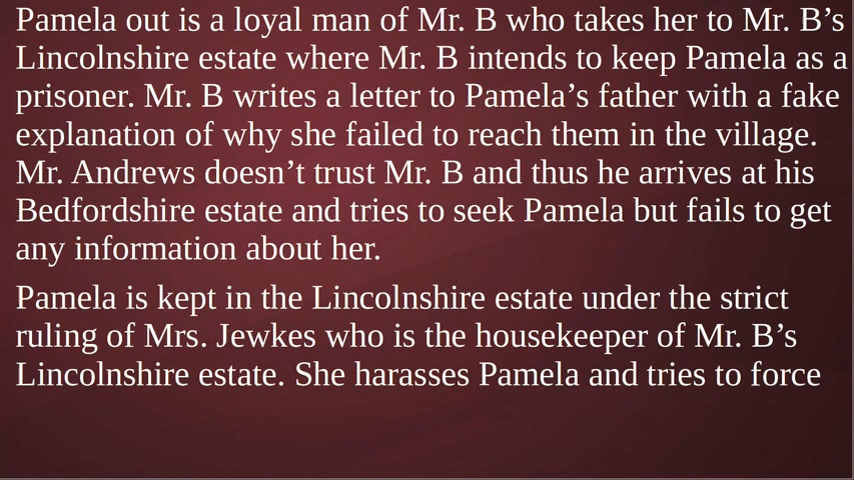 Pamela out is a loyal man of Mr. B who takes her to Mr. B’s
Lincolnshire estate where Mr. B intends to keep Pamela as a
prisoner. Mr. B writes a letter to Pamela’s father with a fake
explanation of why she failed to reach them in the village.
Mr. Andrews doesn’t trust Mr. B and thus he arrives at his
Bedfordshire estate and tries to seek Pamela but fails to get
any information about her.
Pamela is kept in the Lincolnshire estate under the strict
ruling of Mrs. Jewkes who is the housekeeper of Mr. B’s
Lincolnshire estate. She harasses Pamela and tries to force